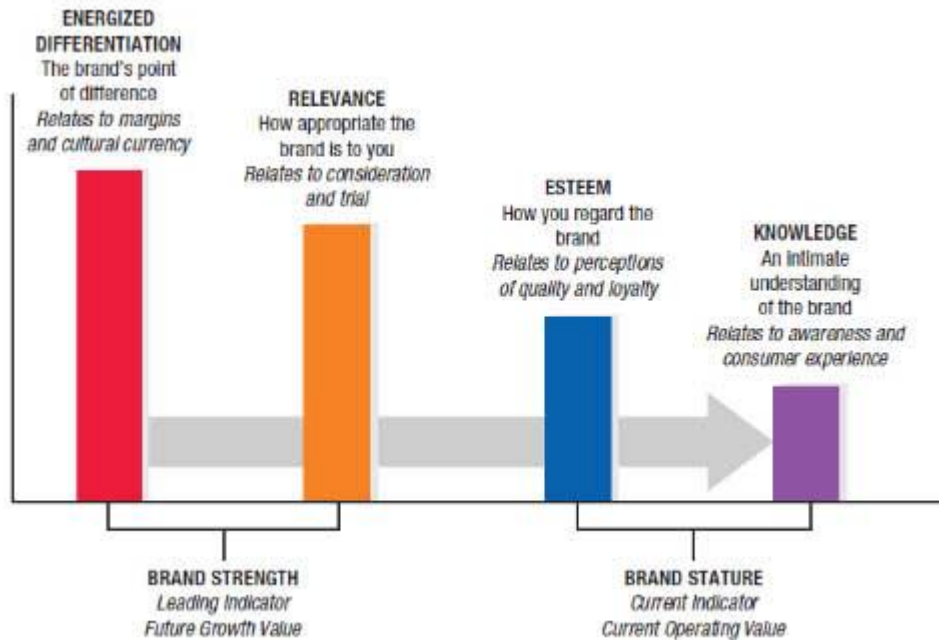 ENERGIZED
DIFFERENTIATION
The brand's point
of difference
Relates to margins
and cultural currency
RELEVANCE
How appropriate the
brand is to you
Relates to consideration
and trial
ESTEEM
How you regard the
brand
Relates to perceptions
of quality and loyalty
KNOWLEDGE
An intimate
understanding
of the brand
Relates to awareness and
consumer experience
BRAND STRENGTH
Leading Indicator
Future Growth Value
BRAND STATURE
Current Indicator
Current Operating Value